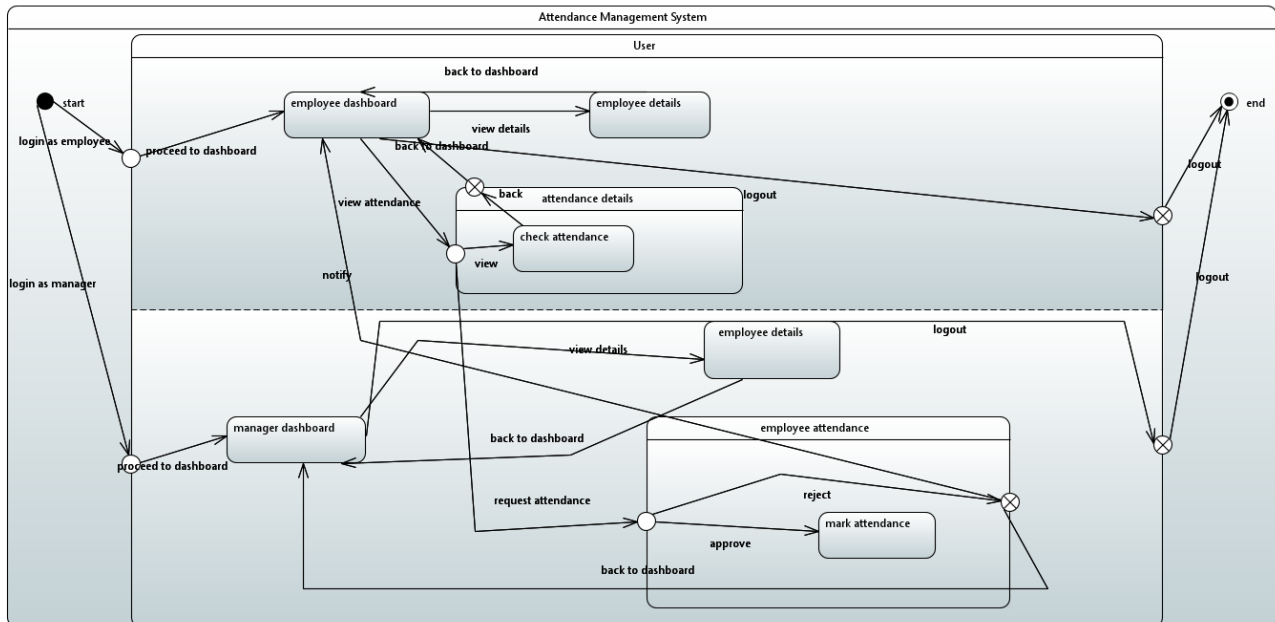 Attendance Management System
User
back to dashboard
start
employee dashboard
employee details
end
view details
login as employee
proceed to dashboard
back to dashboard
logout
view attendance
back
attendance details
logout
check attendance
view
login as manager
notify
logout
employee details
logout
view details
manager dashboard
employee attendance
back to dashboard
proceed to dashboard
request attendance
reject
mark attendance
approve
back to dashboard